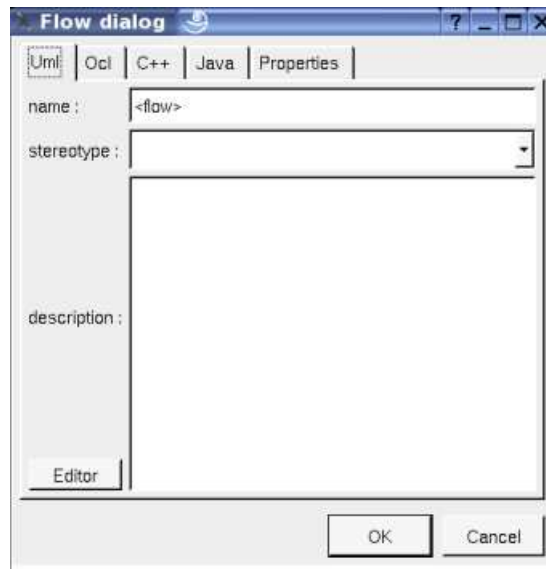 Flow dialog ? _
Uml Ocl C++ Java Properties
name : <flow>
stereotype :
description :
Editor
OK Cancel